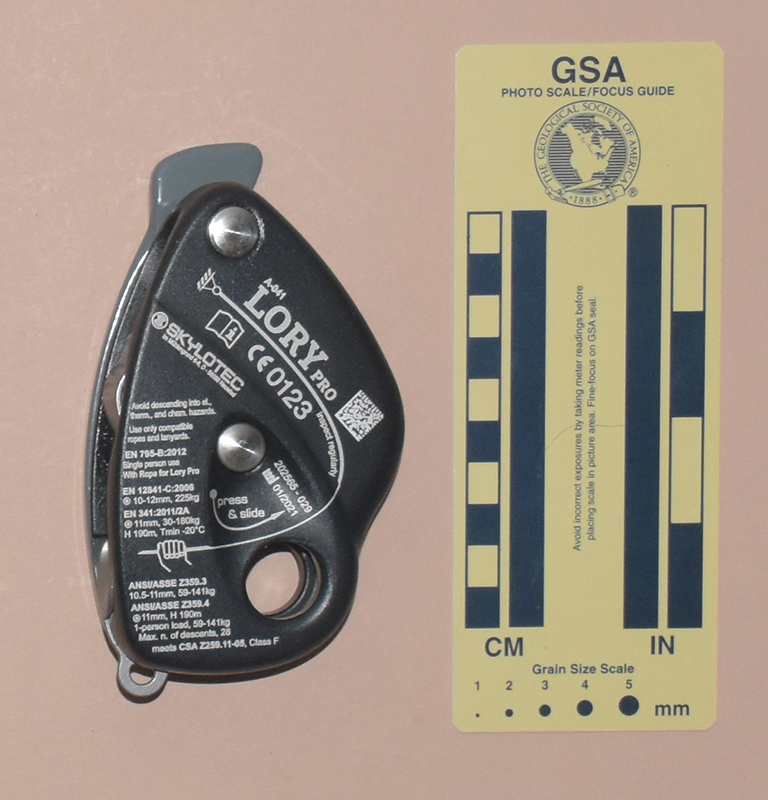 A-041
LORY PRO
CE 0123
SKYLOTEC
inspect regularly
Avoid descending into el.,
therm., and chem. hazards.
Use only compatible
ropes and lanyards.
EN 795-B:2012
Single person use
With Rope for Lory Pro
EN 12841-C:2006
10-12mm, 225kg
EN 341:2011/2A
11mm, 30-180kg
H 190m, Tmin -20°C
202565 - 029
01/2021
press
& slide
ANSI/ASSE Z359.3
10.5-11mm, 59-141kg
ANSI/ASSE Z359.4
11mm, H 190m
1-person load, 59-141kg
Max. n. of descents, 28
meets CSA Z259.11-05, Class F
GSA
PHOTO SCALE/FOCUS GUIDE
THE GEOLOGICAL SOCIETY OF AMERICA
1888
®
Avoid incorrect exposures by taking meter readings before
placing scale in picture area. Fine-focus on GSA seal.
CM
IN
Grain Size Scale
1 2 3 4 5
mm